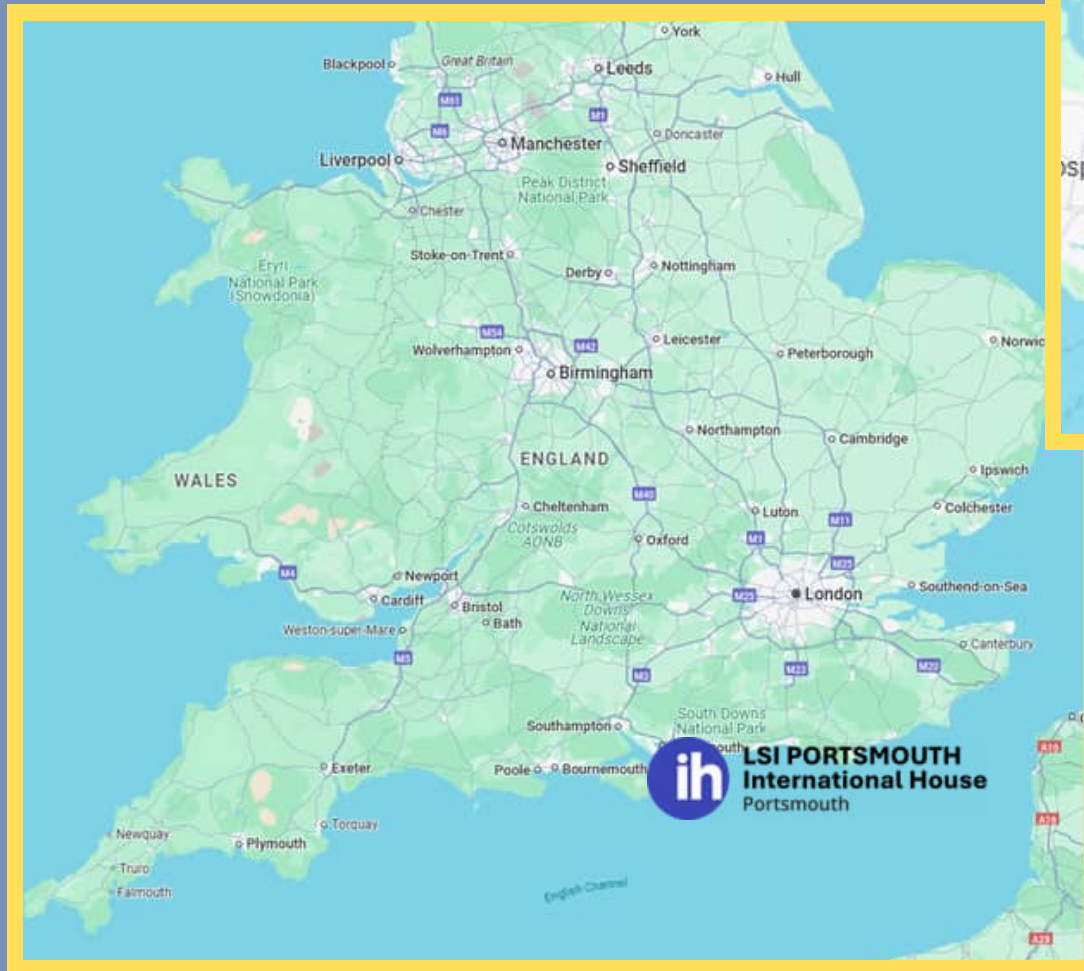 York
Blackpool
Great Britain
Leeds
Hull
M61
M1
M6
Doncaster
Manchester
Liverpool
Sheffield
Peak District
National Park
Chester
Stoke-on-Trent
Derby
Nottingham
Eryri
National Park
(Snowdonia)
M54
M42
Leicester
Norwic
Wolverhampton
Peterborough
Birmingham
Northampton
Cambridge
ENGLAND
Ipswich
WALES
M40
Cheltenham
Colchester
Luton
M11
Cotswolds
AONB
Oxford
M1
M25
M4
Newport
Southend-on-Sea
Cardiff
M25
London
North Wessex
Downs
National
Landscape
Bristol
Bath
Weston-super-Mare
Canterbury
M5
M3
M23
M20
South Downs
National Park
Southampton
outh
A16
Exeter
Poole
Bournemouth
ih
LSI PORTSMOUTH
International House
Portsmouth
Torquay
Newquay
Plymouth
A16
Truro
Falmouth
English Channel